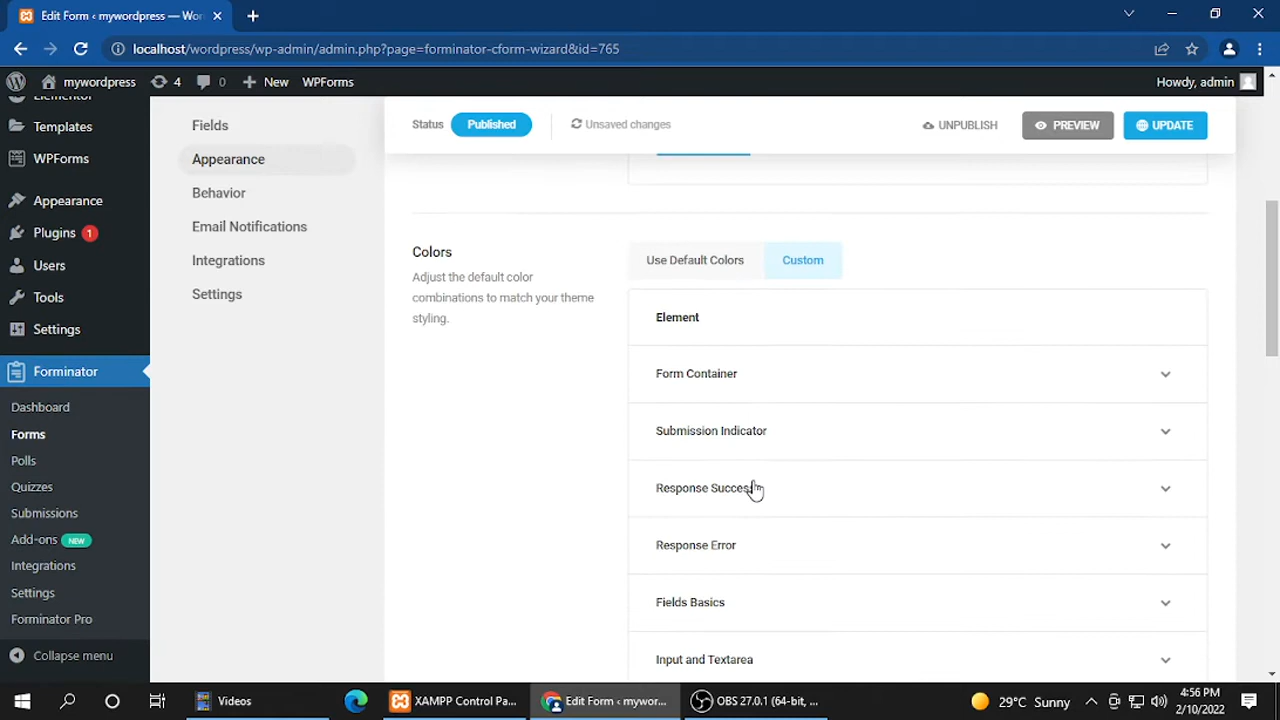 Edit Form ‹ mywordpress — Wor
localhost/wordpress/wp-admin/admin.php?page=forminator-cform-wizard&id=765
mywordpress 4 0 New WPForms Howdy, admin
Elementor
Templates
WPForms
Appearance
Plugins 1
Users
Tools
Settings
Forminator
Dashboard
Forms
Polls
Quizzes
Submissions
Add-ons NEW
Integrations
Settings
Forminator Pro
Collapse menu
Fields
Appearance
Behavior
Email Notifications
Integrations
Settings
Status Published Unsaved changes UNPUBLISH PREVIEW UPDATE
Colors
Adjust the default color
combinations to match your theme
styling.
Use Default Colors Custom
Element
Form Container
Submission Indicator
Response Success
Response Error
Fields Basics
Input and Textarea
Videos
XAMPP Control Pa...
Edit Form ‹ mywor...
OBS 27.0.1 (64-bit, ...
29°C Sunny
4:56 PM
2/10/2022